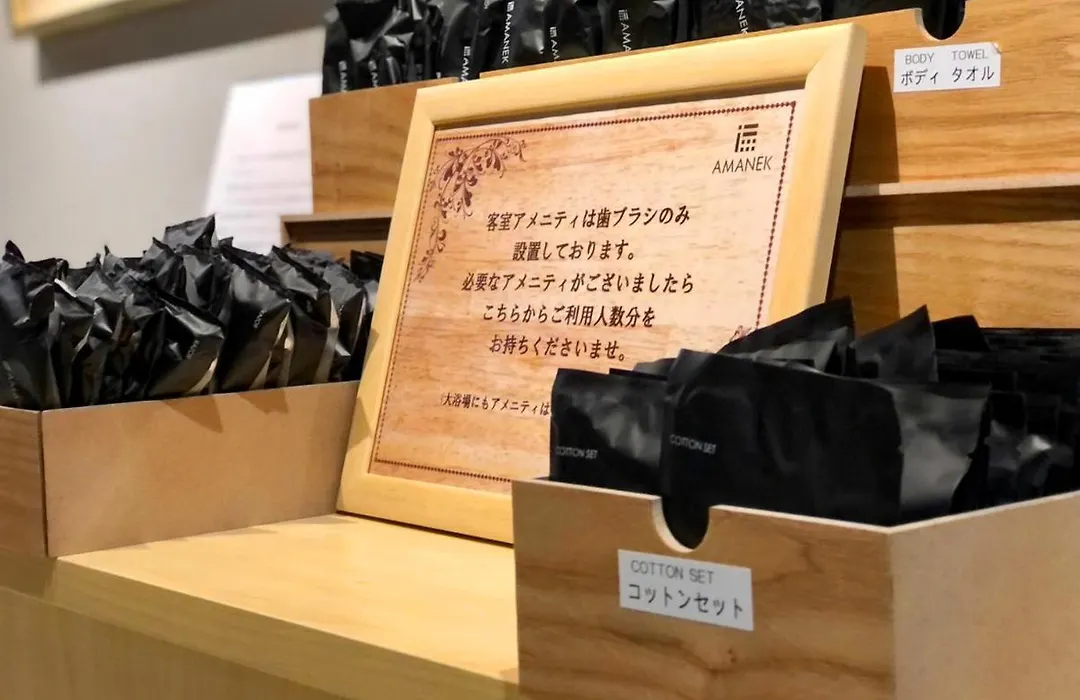 AMANEK
AMANEK
BODY TOWEL
ボディ タオル
AMANEK
客室アメニティは歯ブラシのみ
設置しております。
必要なアメニティがございましたら
こちらからご利用人数分を
お持ちくださいませ。
(大浴場にもアメニティは
COTTON SET
COTTON SET
COTTON SET
コットンセット